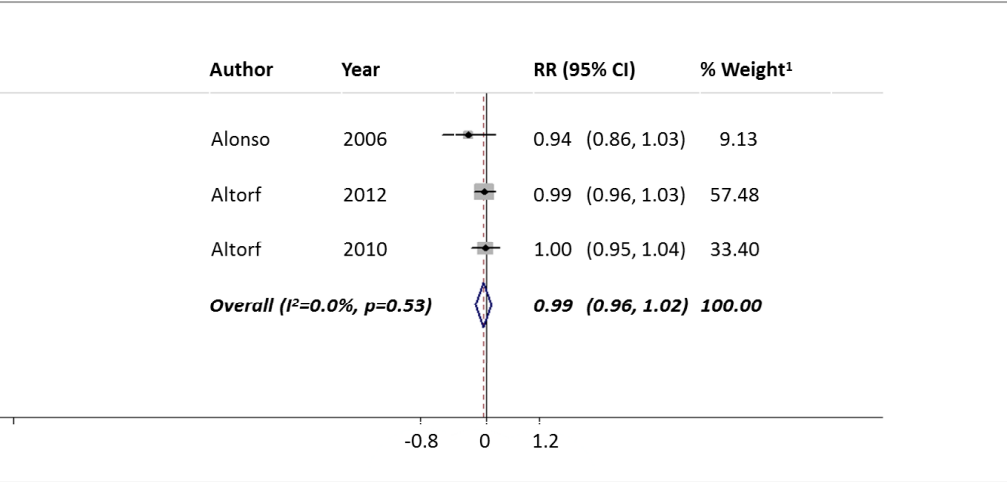 Author Year RR (95% CI) % Weight¹
Alonso 2006 0.94 (0.86, 1.03) 9.13
Altorf 2012 0.99 (0.96, 1.03) 57.48
Altorf 2010 1.00 (0.95, 1.04) 33.40
Overall (I²=0.0%, p=0.53) 0.99 (0.96, 1.02) 100.00
-0.8 0 1.2